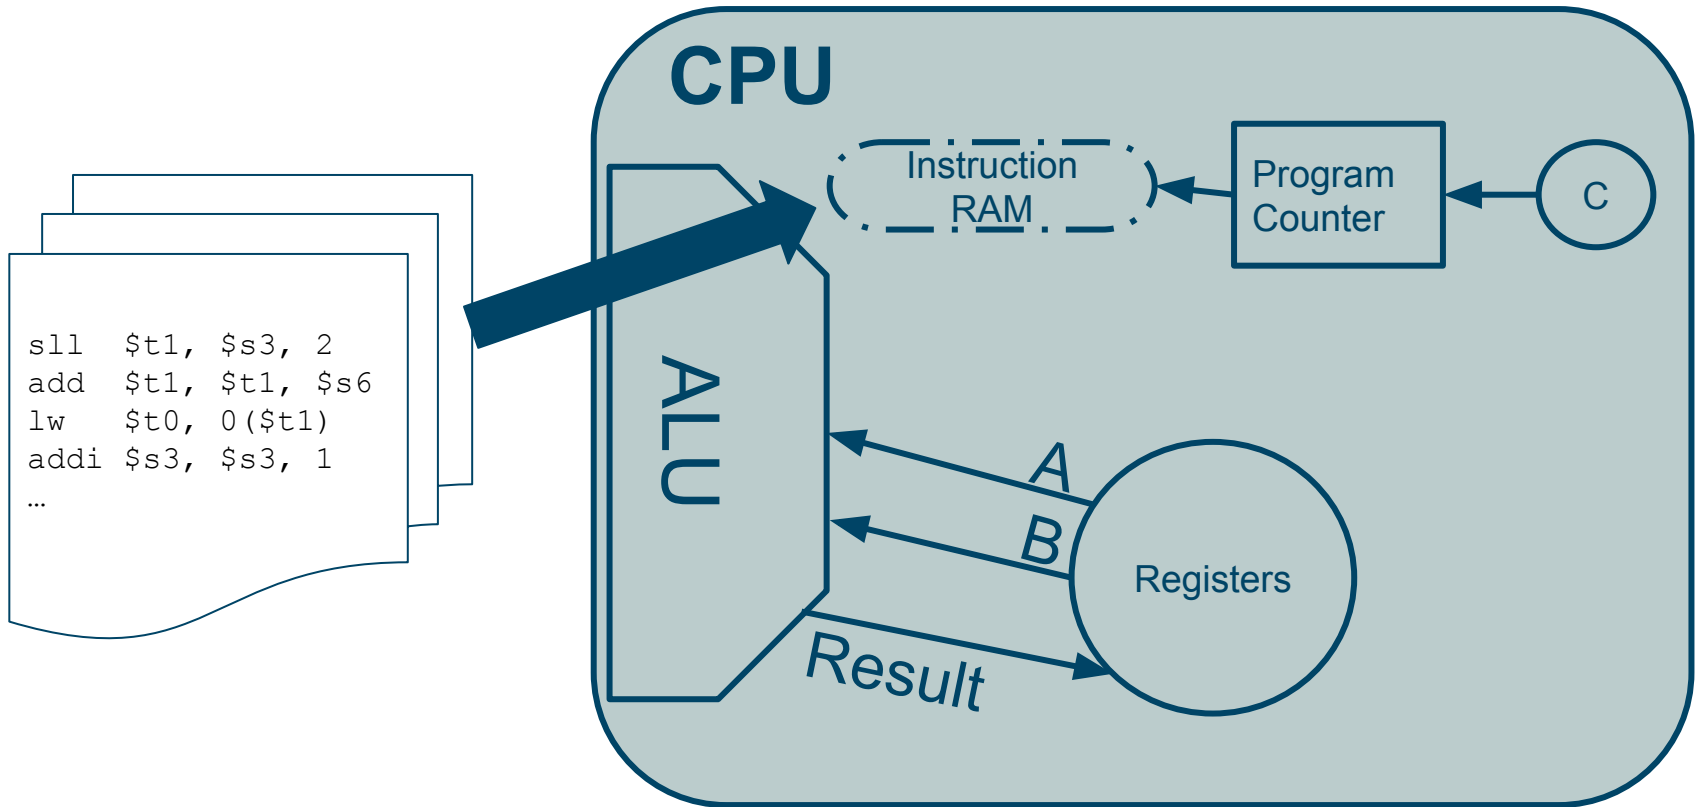 CPU
Instruction
RAM
Program
Counter
C
sll  $t1, $s3, 2
add  $t1, $t1, $s6
lw   $t0, 0($t1)
addi $s3, $s3, 1
…
ALU
A
B
Registers
Result